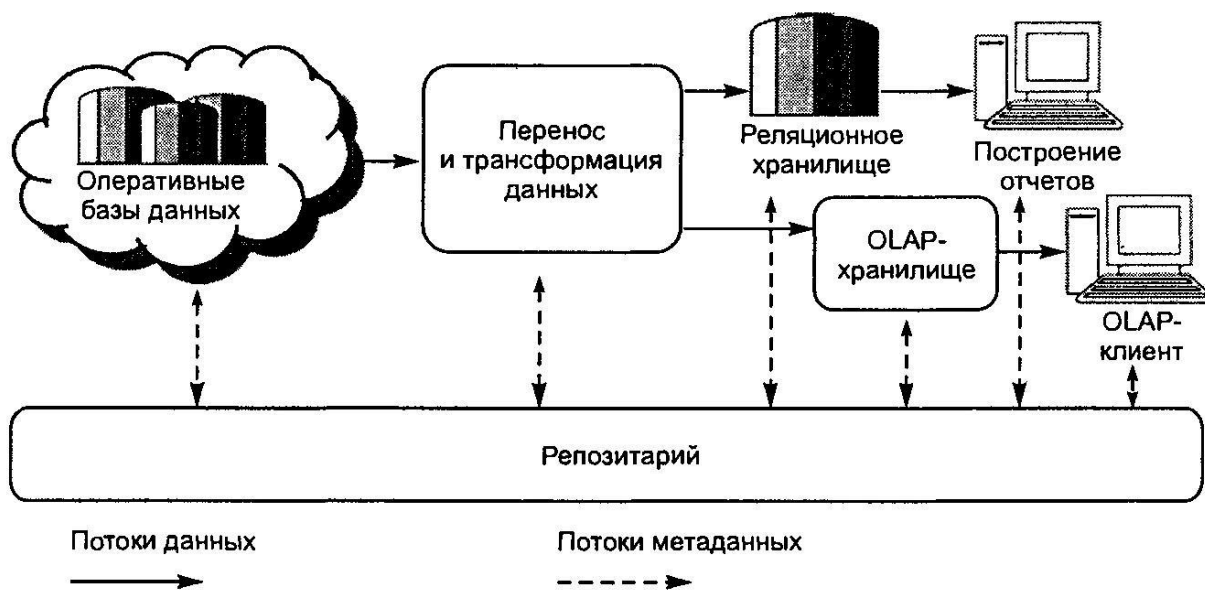 Оперативные
базы данных
Перенос
и трансформация
данных
Реляционное
хранилище
Построение
отчетов
OLAP-
хранилище
OLAP-
клиент
Репозитарий
Потоки данных
Потоки метаданных